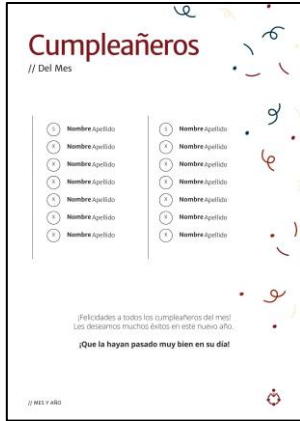 Cumpleañeros
// Del Mes
S Nombre Apellido
X Nombre Apellido
X Nombre Apellido
X Nombre Apellido
X Nombre Apellido
X Nombre Apellido
X Nombre Apellido
S Nombre Apellido
X Nombre Apellido
X Nombre Apellido
X Nombre Apellido
X Nombre Apellido
X Nombre Apellido
X Nombre Apellido
¡Felicidades a todos los cumpleañeros del mes!
Les deseamos muchos éxitos en este nuevo año.
¡Que la hayan pasado muy bien en su día!
// MES Y AÑO